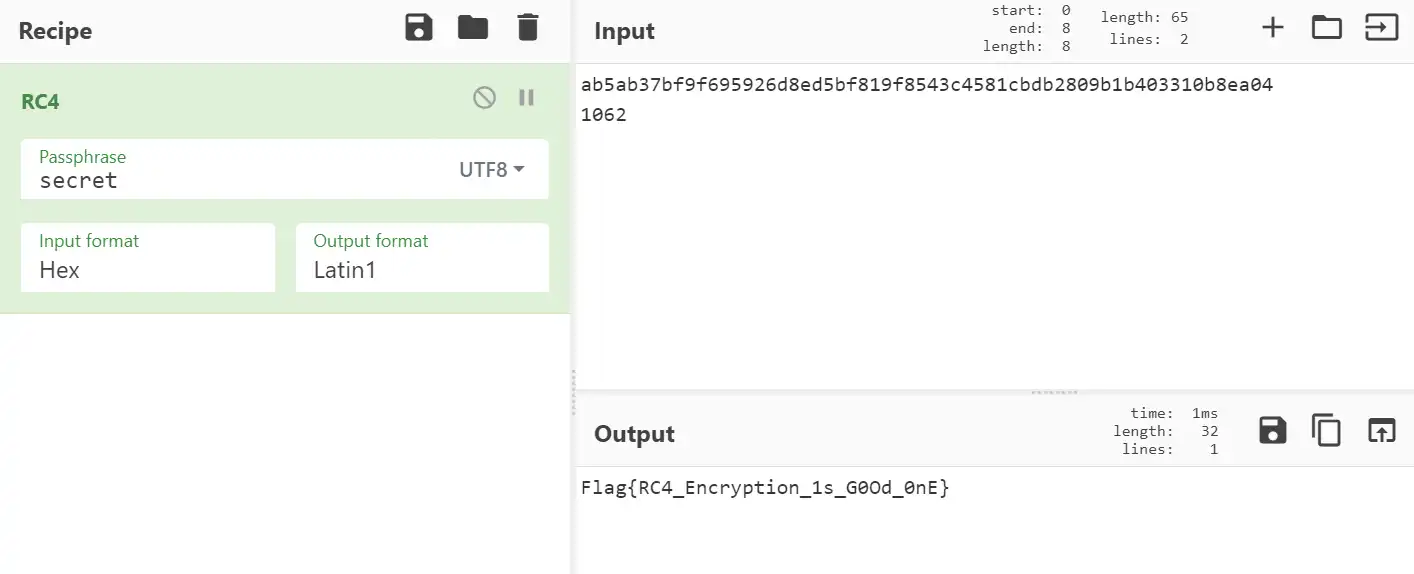 Recipe
RC4
Passphrase
secret
UTF8
Input format
Hex
Output format
Latin1
Input
start: 0
end: 8
length: 8
length: 65
lines: 2
ab5ab37bf9f695926d8ed5bf819f8543c4581cbdb2809b1b403310b8ea04
1062
Output
time: 1ms
length: 32
lines: 1
Flag{RC4_Encryption_1s_G0Od_0nE}